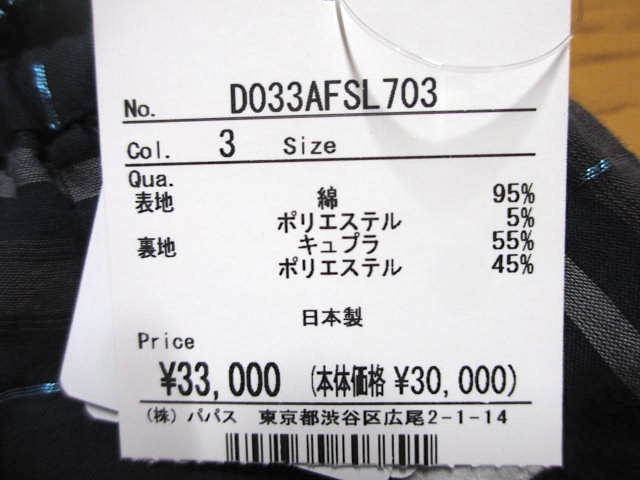 No. D033AFSL703
Col. 3 Size
Qua.
表地 綿 95%
ポリエステル 5%
裏地 キュプラ 55%
ポリエステル 45%
日本製
Price
¥33,000 (本体価格 ¥30,000)
(株) パパス 東京都渋谷区広尾2-1-14